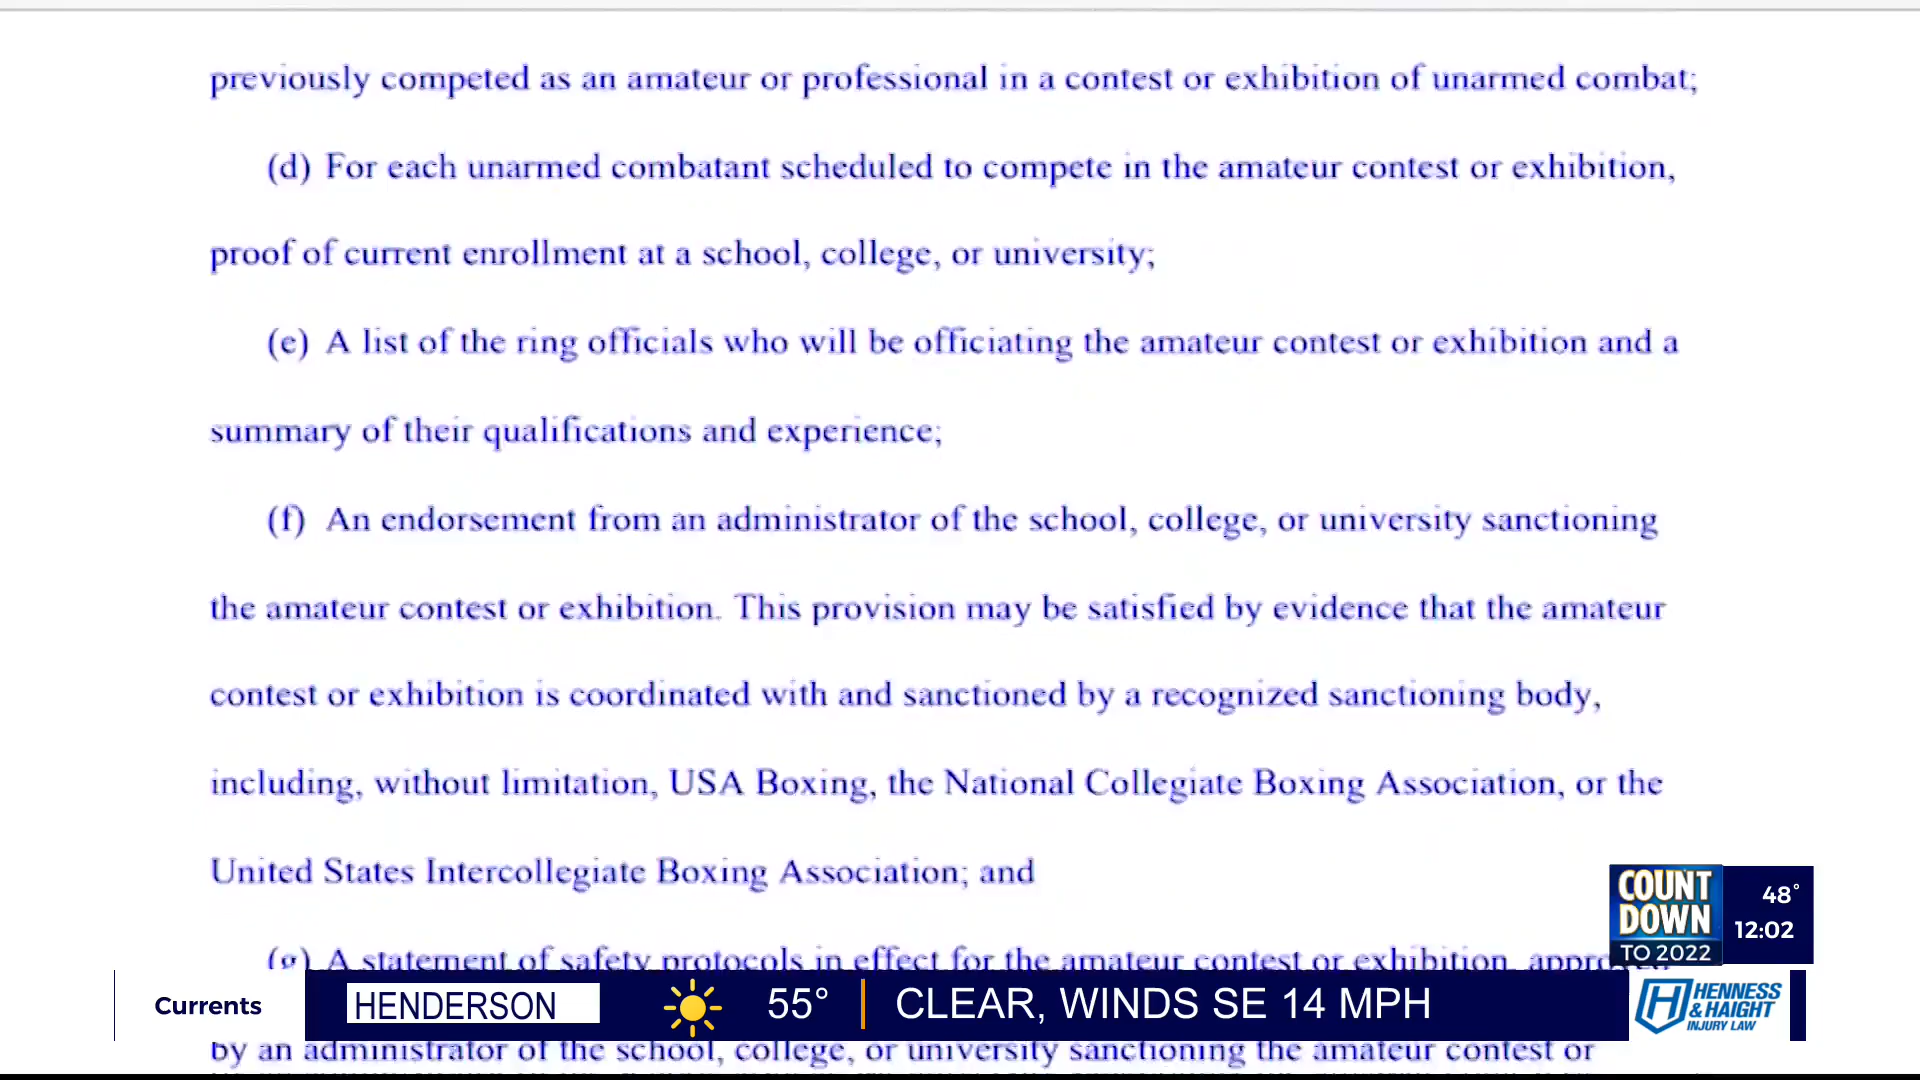 previously competed as an amateur or professional in a contest or exhibition of unarmed combat;
(d) For each unarmed combatant scheduled to compete in the amateur contest or exhibition,
proof of current enrollment at a school, college, or university;
(e) A list of the ring officials who will be officiating the amateur contest or exhibition and a
summary of their qualifications and experience;
(f) An endorsement from an administrator of the school, college, or university sanctioning
the amateur contest or exhibition. This provision may be satisfied by evidence that the amateur
contest or exhibition is coordinated with and sanctioned by a recognized sanctioning body,
including, without limitation, USA Boxing, the National Collegiate Boxing Association, or the
United States Intercollegiate Boxing Association; and
(g) A statement of safety protocols in effect for the amateur contest or exhibition,
by an administrator of the school, college, or university sanctioning the amateur contest or
COUNT
DOWN
TO 2022
48°
12:02
Currents
HENDERSON
55°
CLEAR, WINDS SE 14 MPH
HENNESS
& HAIGHT
INJURY LAW